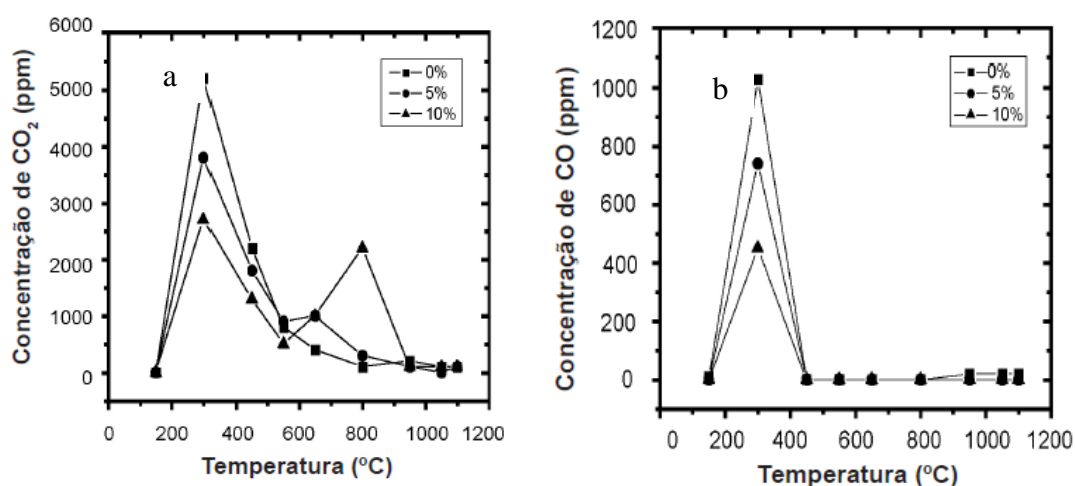 a
6000
5000
4000
3000
2000
1000
0
Concentração de CO₂ (ppm)
0%
5%
10%
0 200 400 600 800 1000 1200
Temperatura (ºC)
b
1200
1000
800
600
400
200
0
Concentração de CO (ppm)
0%
5%
10%
0 200 400 600 800 1000 1200
Temperatura (ºC)